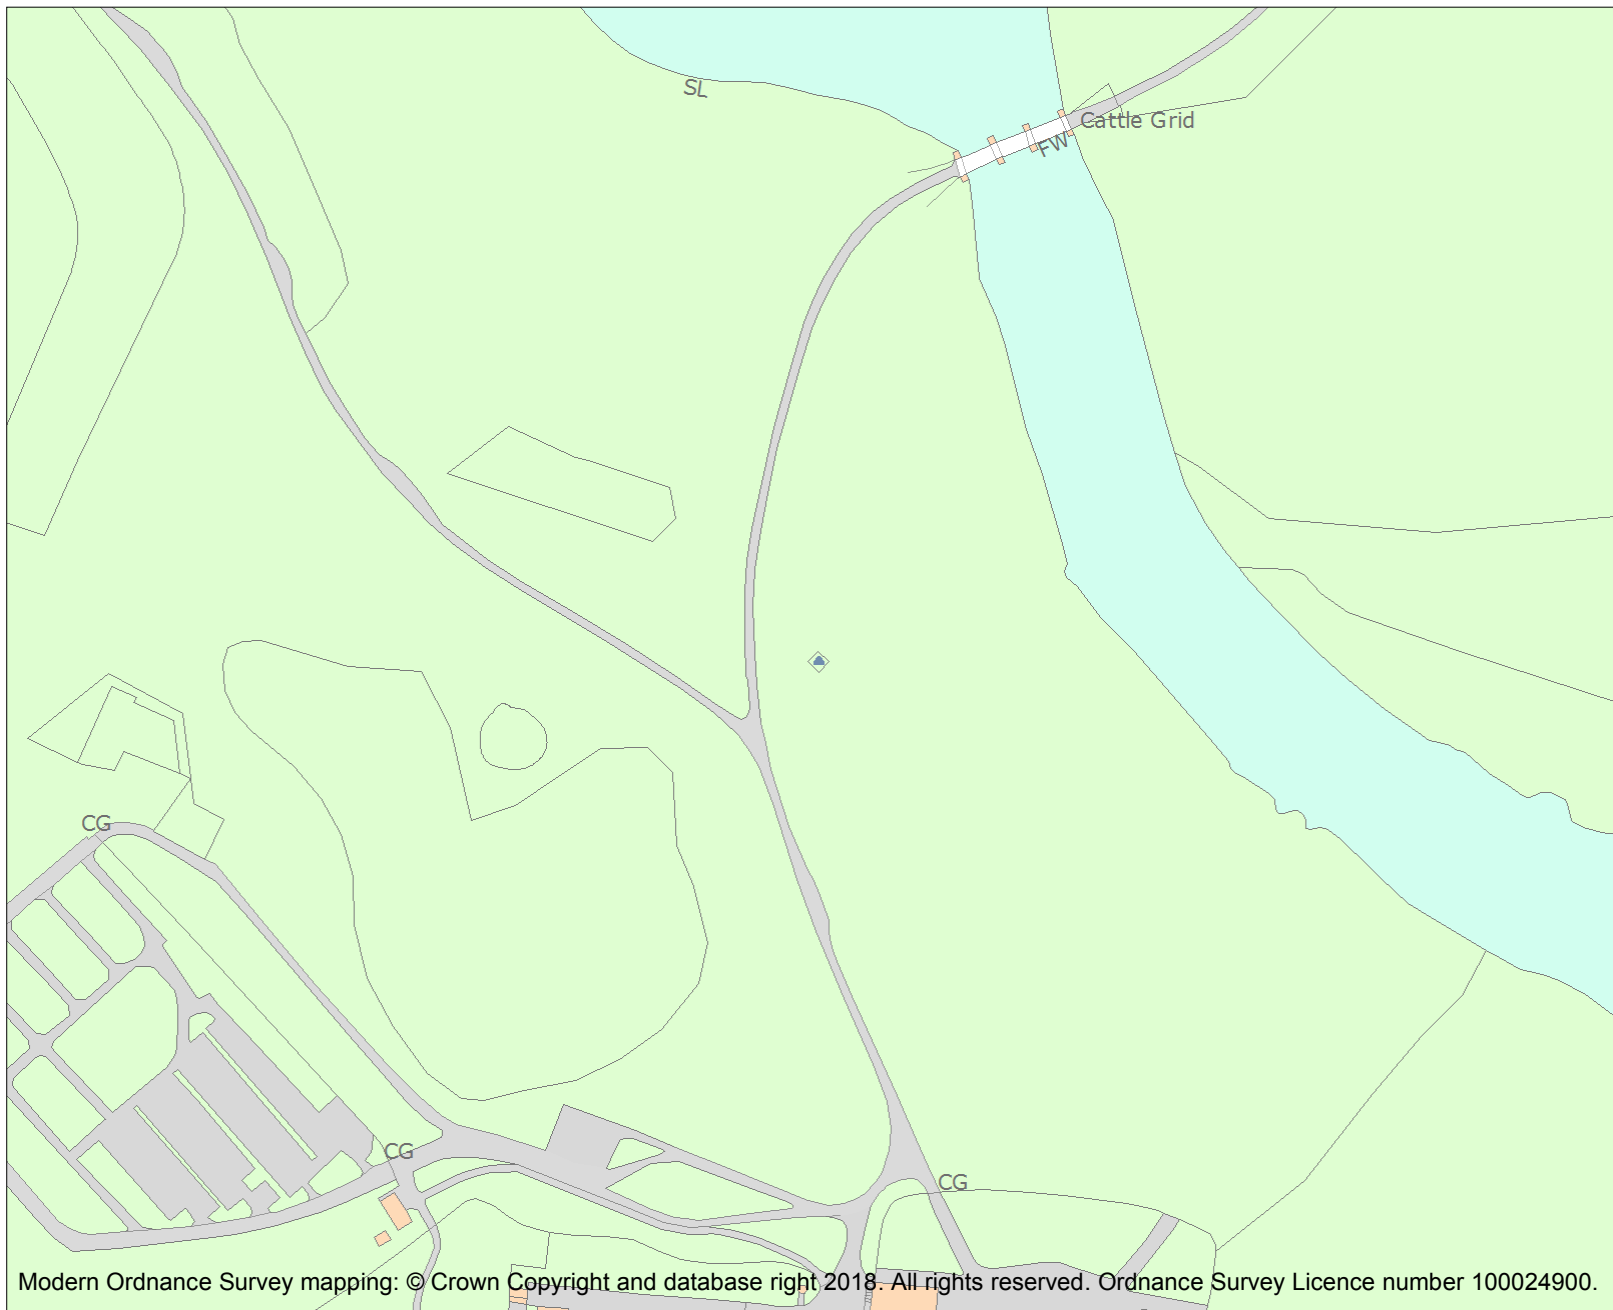 SL
Cattle Grid
FW
CG
CG
CG
Modern Ordnance Survey mapping: © Crown Copyright and database right 2018. All rights reserved. Ordnance Survey Licence number 100024900.